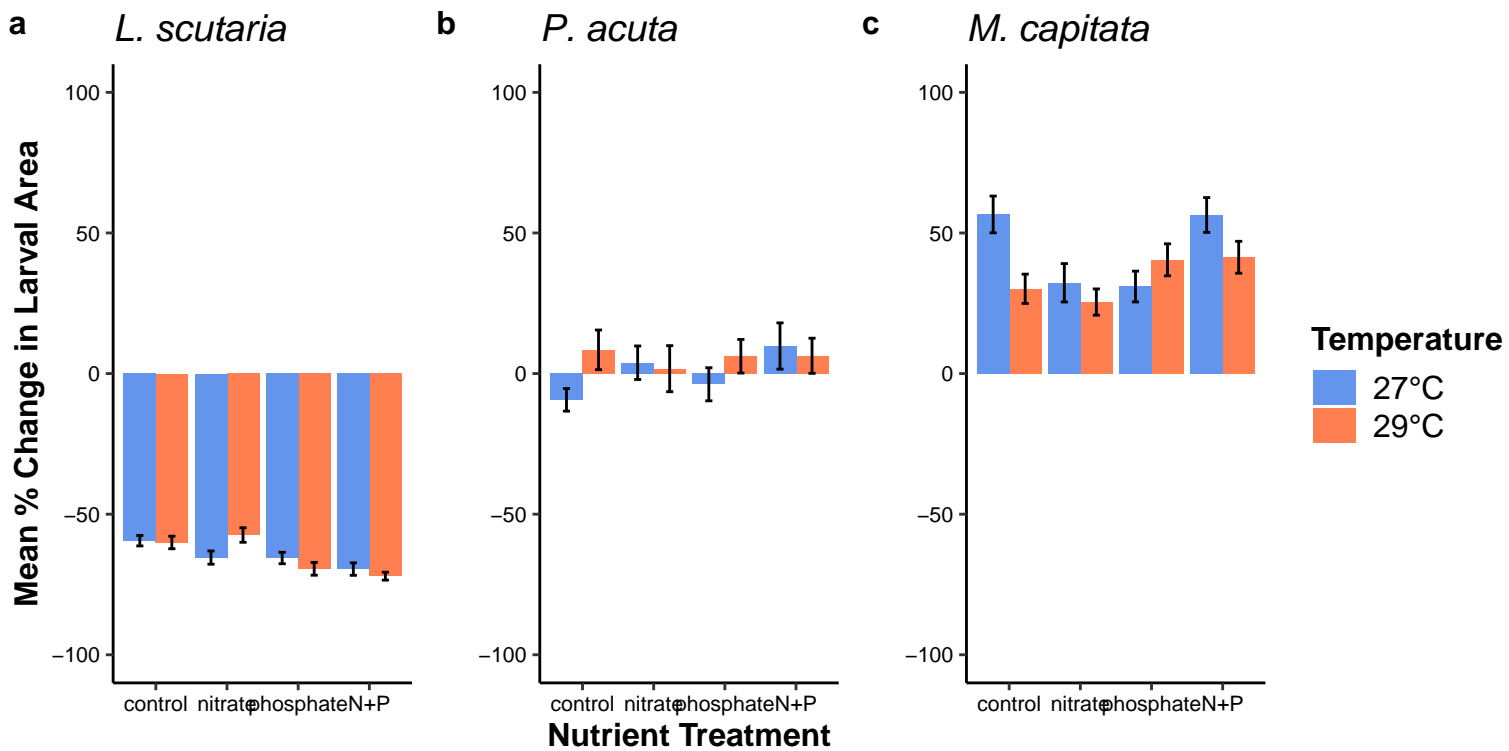 a L. scutaria
b P. acuta
c M. capitata
Mean % Change in Larval Area
100
50
0
−50
−100
control nitrate phosphate N+P
100
50
0
−50
−100
control nitrate phosphate N+P
100
50
0
−50
−100
control nitrate phosphate N+P
Nutrient Treatment
Temperature
27°C
29°C